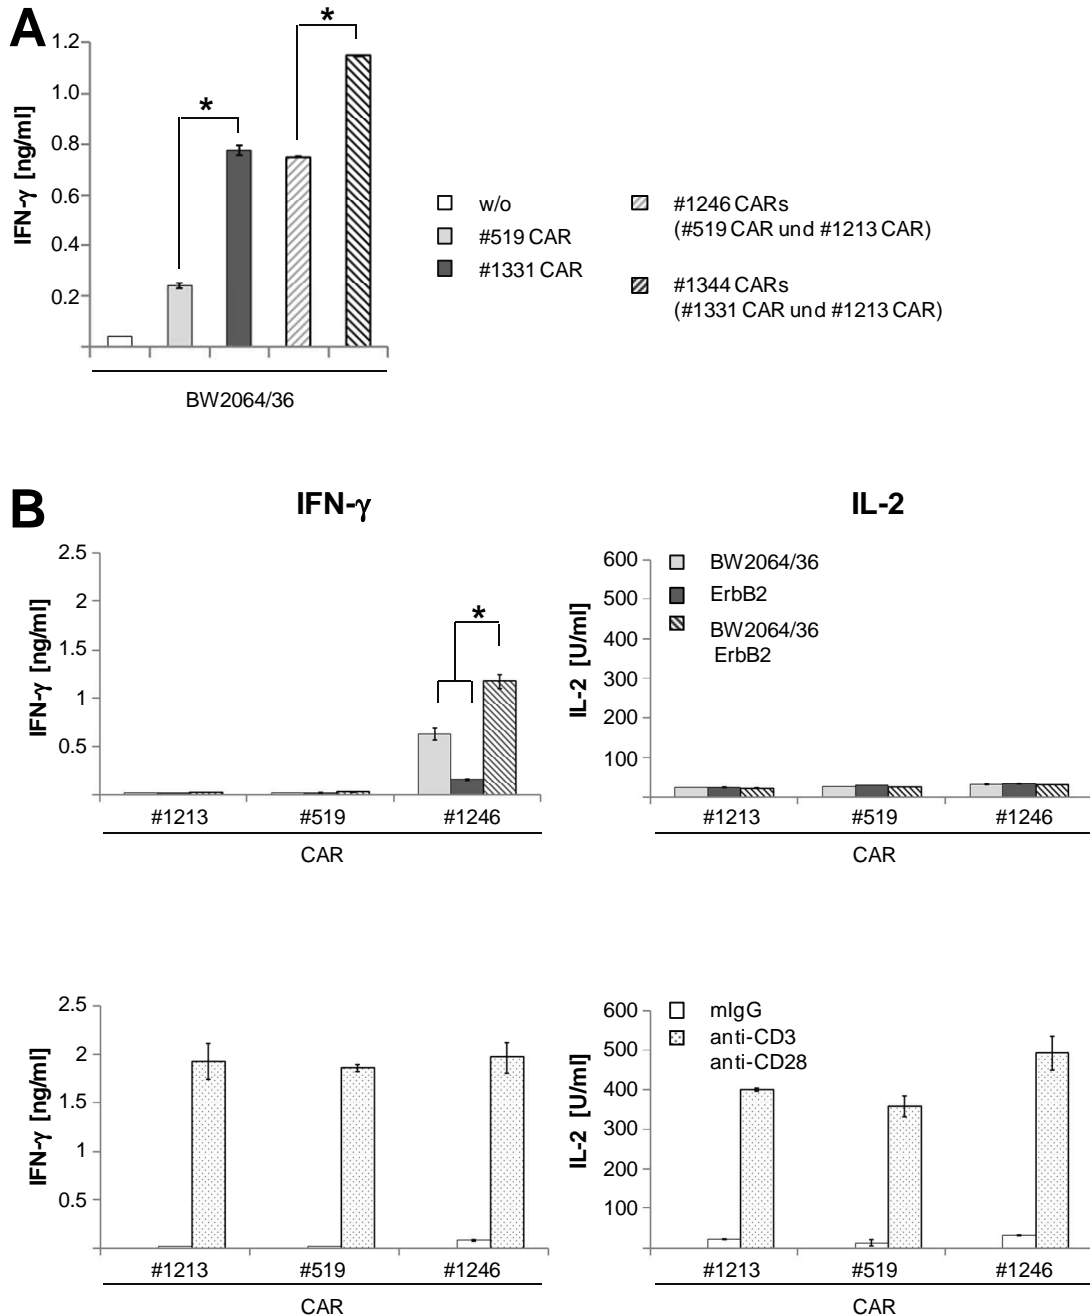 A
IFN-γ [ng/ml]
1.2
1.0
0.8
0.6
0.4
0.2
*
*
BW2064/36
w/o
#519 CAR
#1331 CAR
#1246 CARs
(#519 CAR und #1213 CAR)
#1344 CARs
(#1331 CAR und #1213 CAR)
B
IFN-γ
IFN-γ [ng/ml]
2.5
2
1.5
1
0.5
*
#1213
#519
#1246
CAR
IL-2
IL-2 [U/ml]
600
500
400
300
200
100
BW2064/36
ErbB2
BW2064/36
ErbB2
#1213
#519
#1246
CAR
IFN-γ [ng/ml]
2.5
2
1.5
1
0.5
#1213
#519
#1246
CAR
IL-2 [U/ml]
600
500
400
300
200
100
mIgG
anti-CD3
anti-CD28
#1213
#519
#1246
CAR